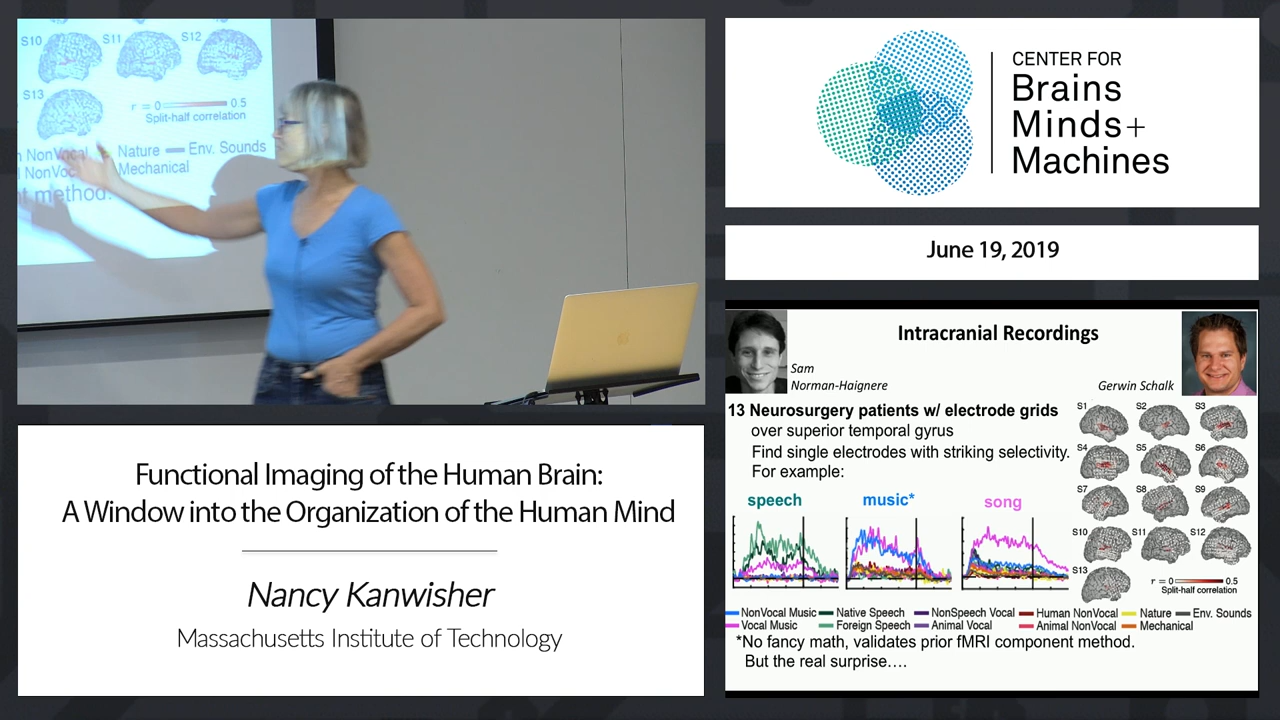 S10 S11 S12
S13
r = 0 0.5
Split-half correlation
NonVocal Nature Env. Sounds
Mechanical
nt method.
CENTER FOR
Brains
Minds+
Machines
June 19, 2019
Functional Imaging of the Human Brain:
A Window into the Organization of the Human Mind
Nancy Kanwisher
Massachusetts Institute of Technology
Intracranial Recordings
Sam
Norman-Haignere
Gerwin Schalk
13 Neurosurgery patients w/ electrode grids
over superior temporal gyrus
Find single electrodes with striking selectivity.
For example:
speech music* song
S1 S2 S3
S4 S5 S6
S7 S8 S9
S10 S11 S12
S13
r = 0 0.5
Split-half correlation
NonVocal Music Native Speech NonSpeech Vocal Human NonVocal Nature Env. Sounds
Vocal Music Foreign Speech Animal Vocal Animal NonVocal Mechanical
*No fancy math, validates prior fMRI component method.
But the real surprise….